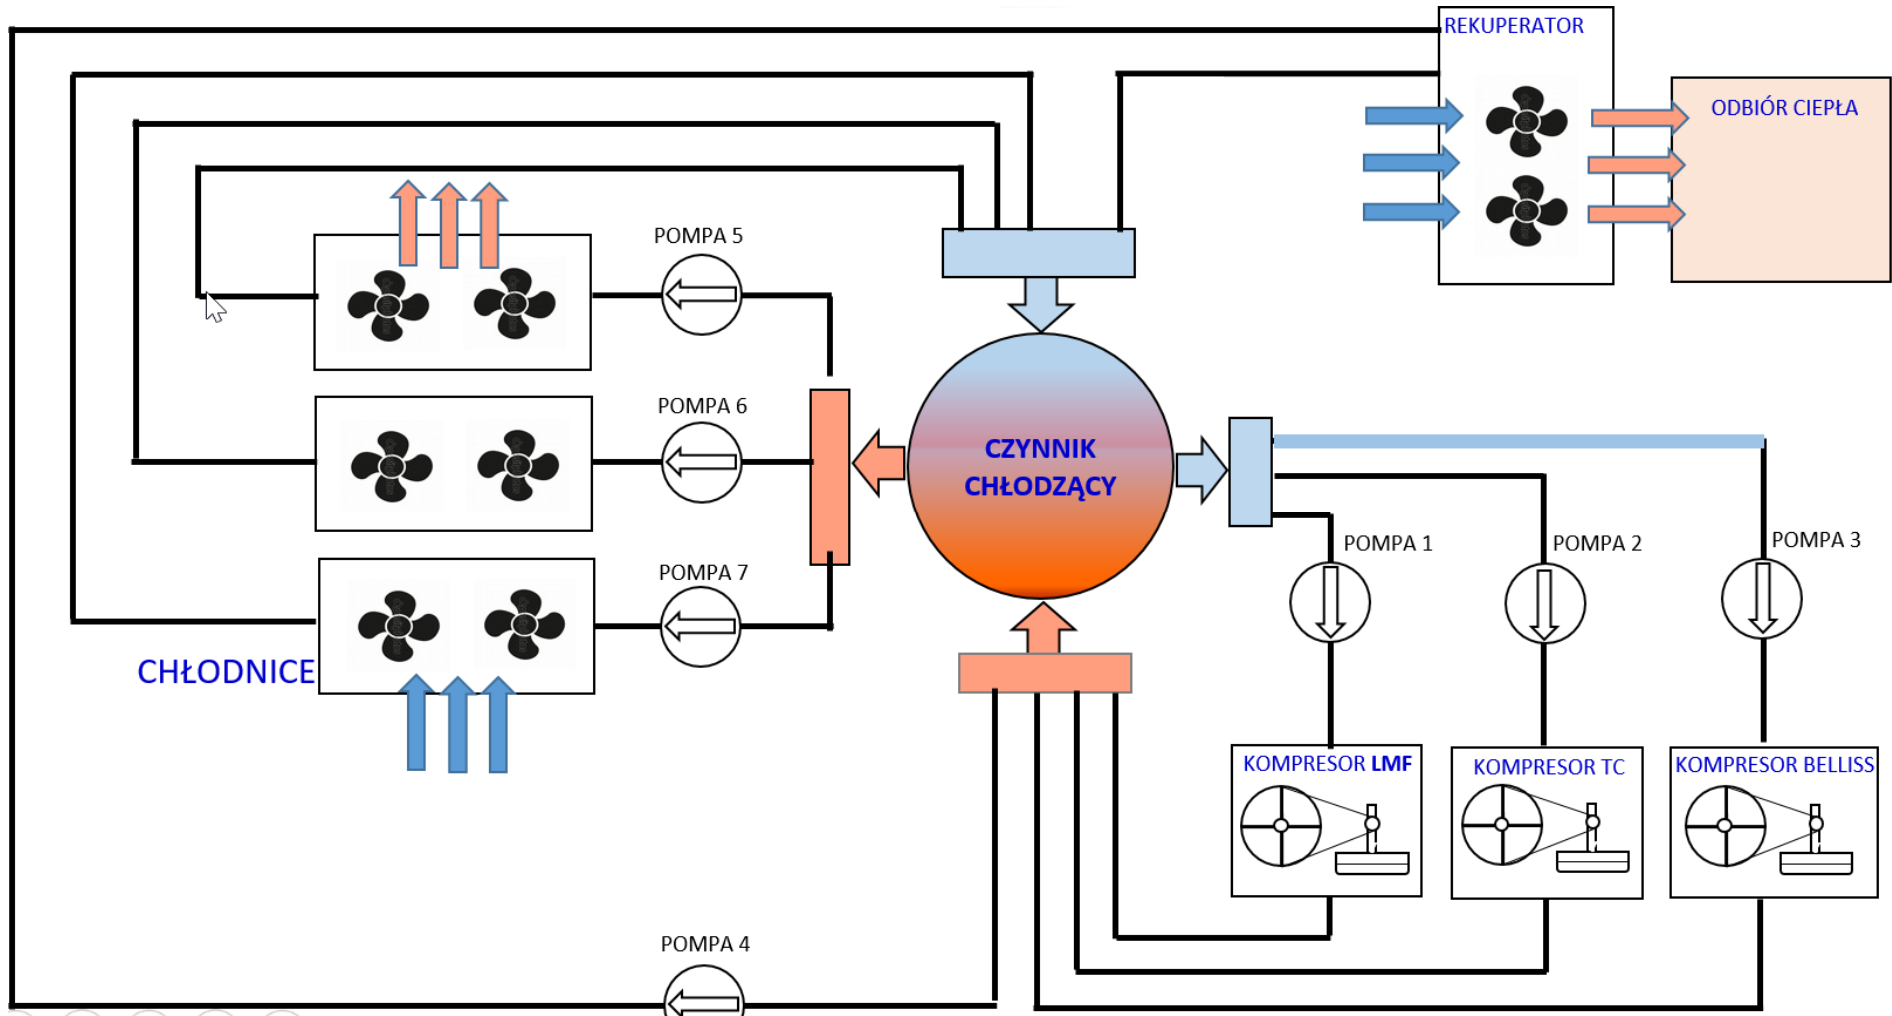 REKUPERATOR
ODBIÓR CIEPŁA
POMPA 5
POMPA 6
CZYNNIK
CHŁODZĄCY
POMPA 1
POMPA 2
POMPA 3
POMPA 7
CHŁODNICE
KOMPRESOR LMF
KOMPRESOR TC
KOMPRESOR BELLISS
POMPA 4